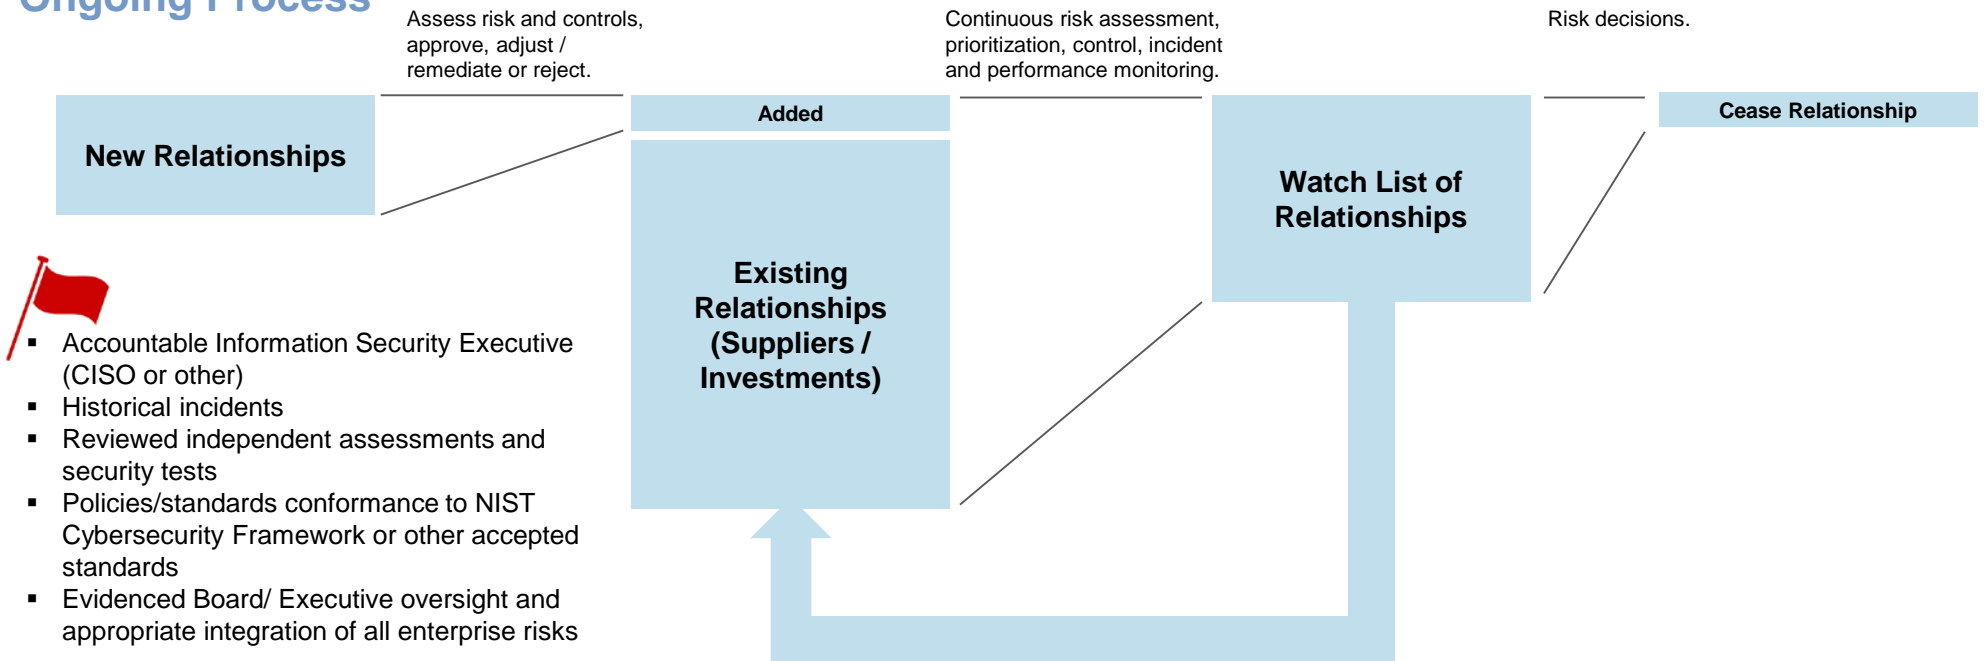 Ongoing Process
Assess risk and controls,
approve, adjust /
remediate or reject.
Continuous risk assessment,
prioritization, control, incident
and performance monitoring.
Risk decisions.
New Relationships
Added
Existing
Relationships
(Suppliers /
Investments)
Watch List of
Relationships
Cease Relationship
▪ Accountable Information Security Executive
(CISO or other)
▪ Historical incidents
▪ Reviewed independent assessments and
security tests
▪ Policies/standards conformance to NIST
Cybersecurity Framework or other accepted
standards
▪ Evidenced Board/ Executive oversight and
appropriate integration of all enterprise risks